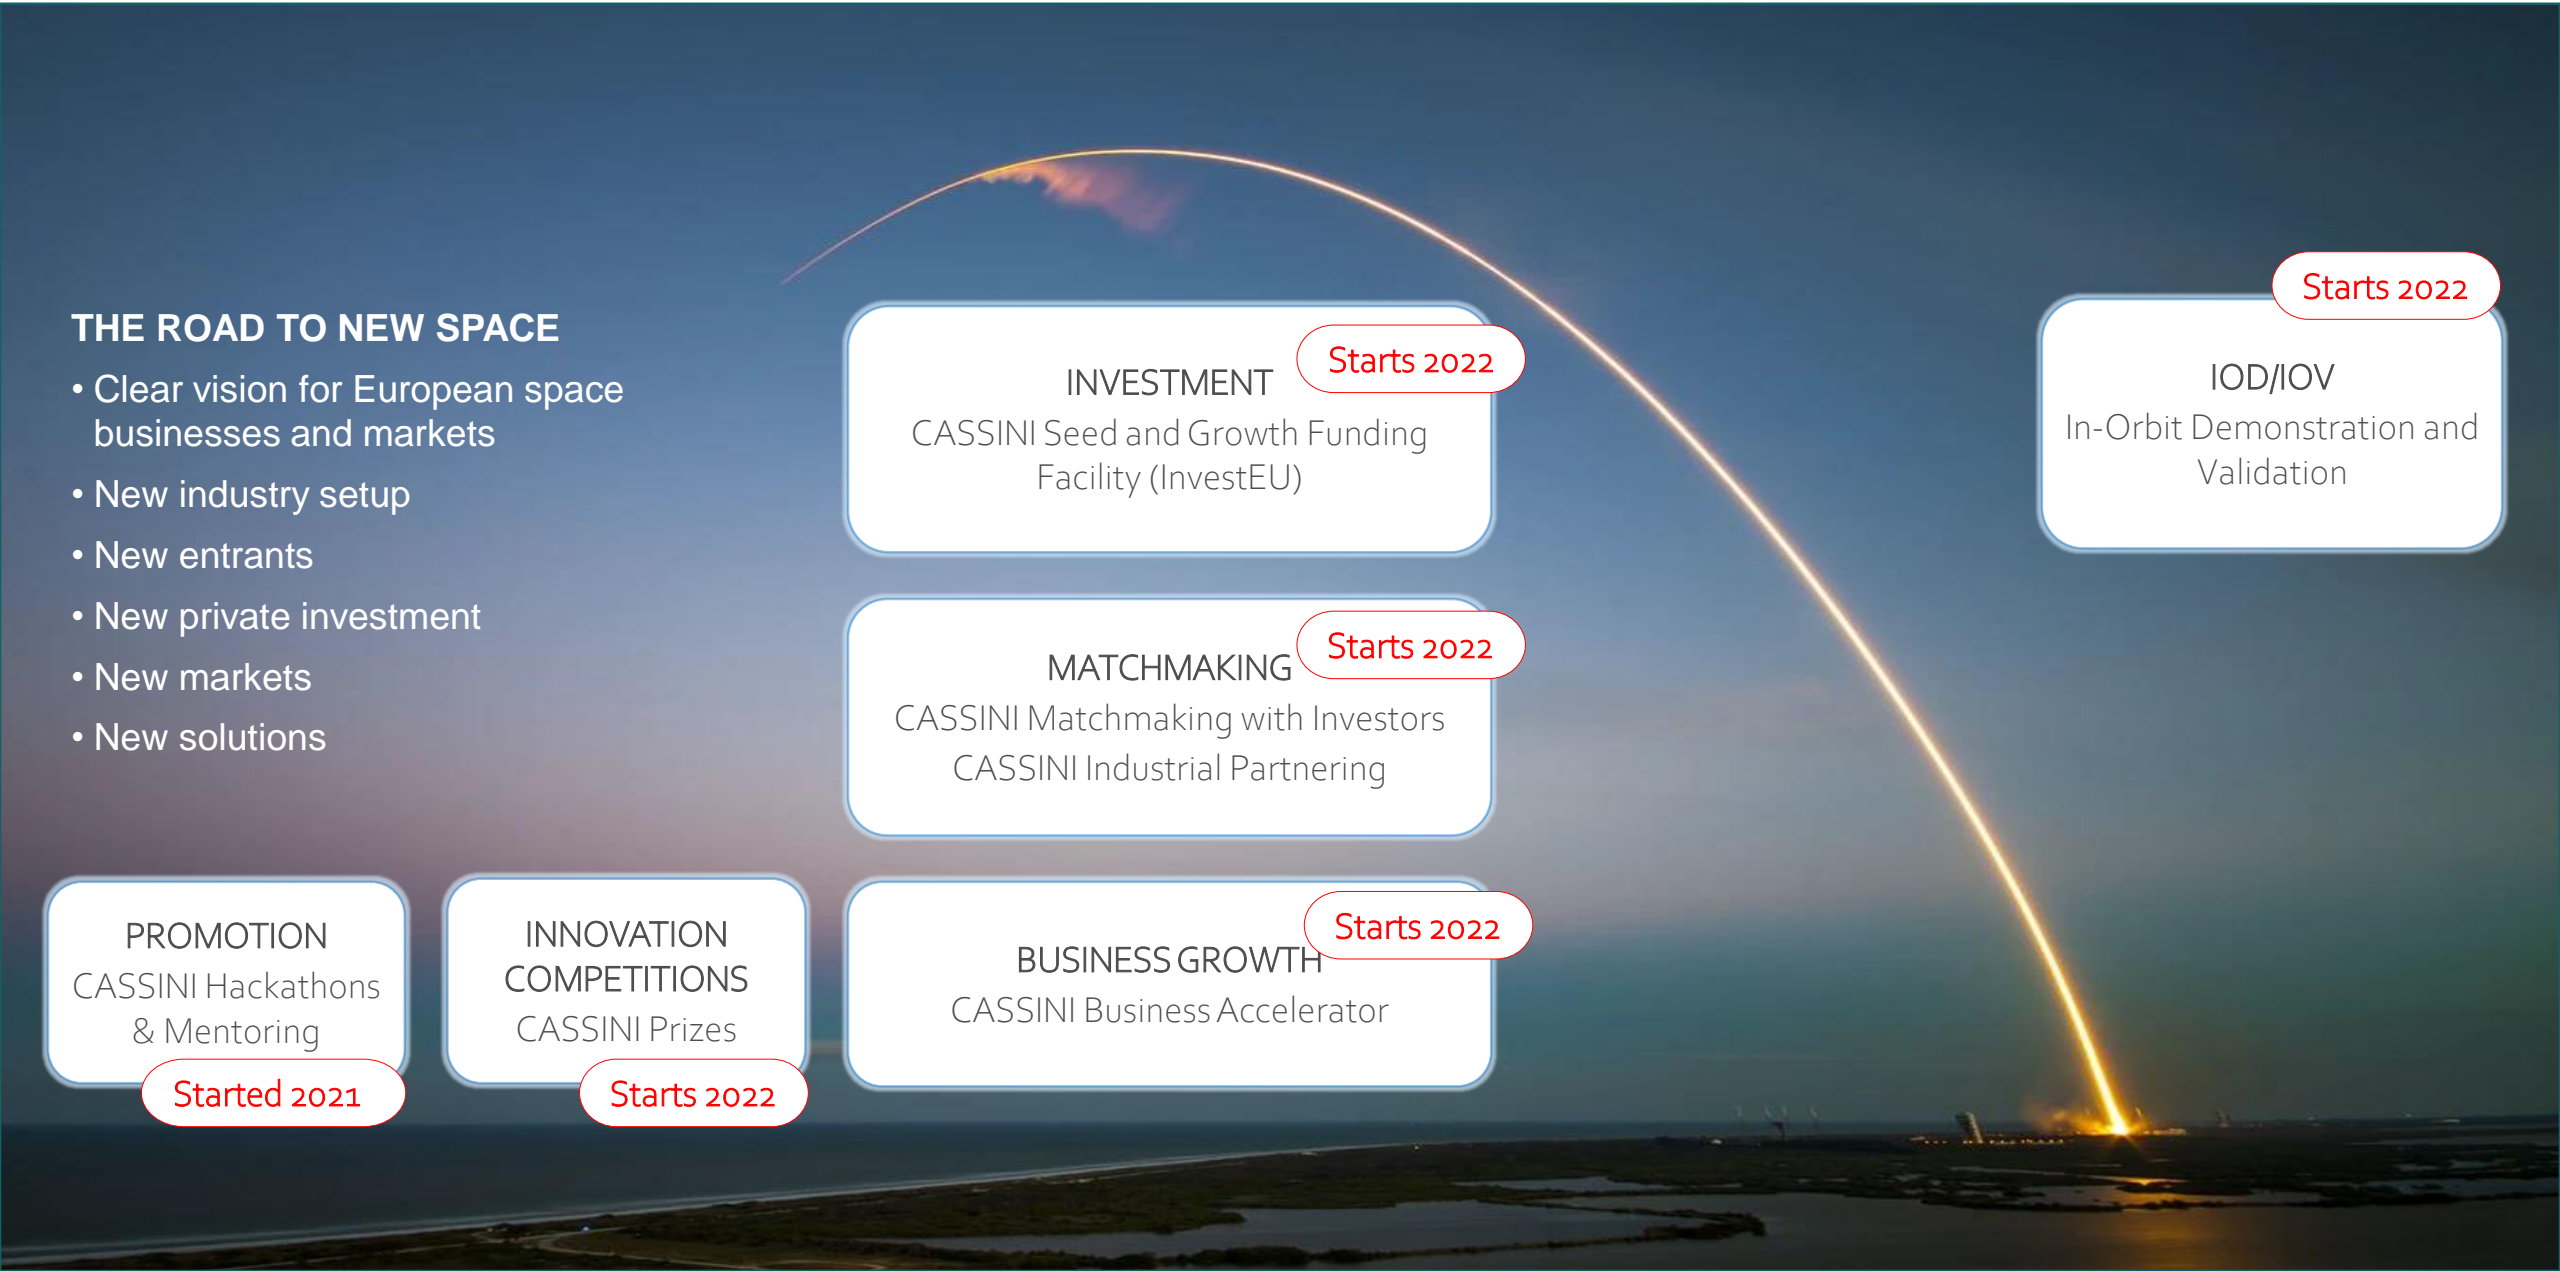 THE ROAD TO NEW SPACE
• Clear vision for European space
businesses and markets
• New industry setup
• New entrants
• New private investment
• New markets
• New solutions
Starts 2022
INVESTMENT
CASSINI Seed and Growth Funding
Facility (InvestEU)
Starts 2022
IOD/IOV
In-Orbit Demonstration and
Validation
Starts 2022
MATCHMAKING
CASSINI Matchmaking with Investors
CASSINI Industrial Partnering
PROMOTION
CASSINI Hackathons
& Mentoring
Started 2021
INNOVATION
COMPETITIONS
CASSINI Prizes
Starts 2022
Starts 2022
BUSINESS GROWTH
CASSINI Business Accelerator